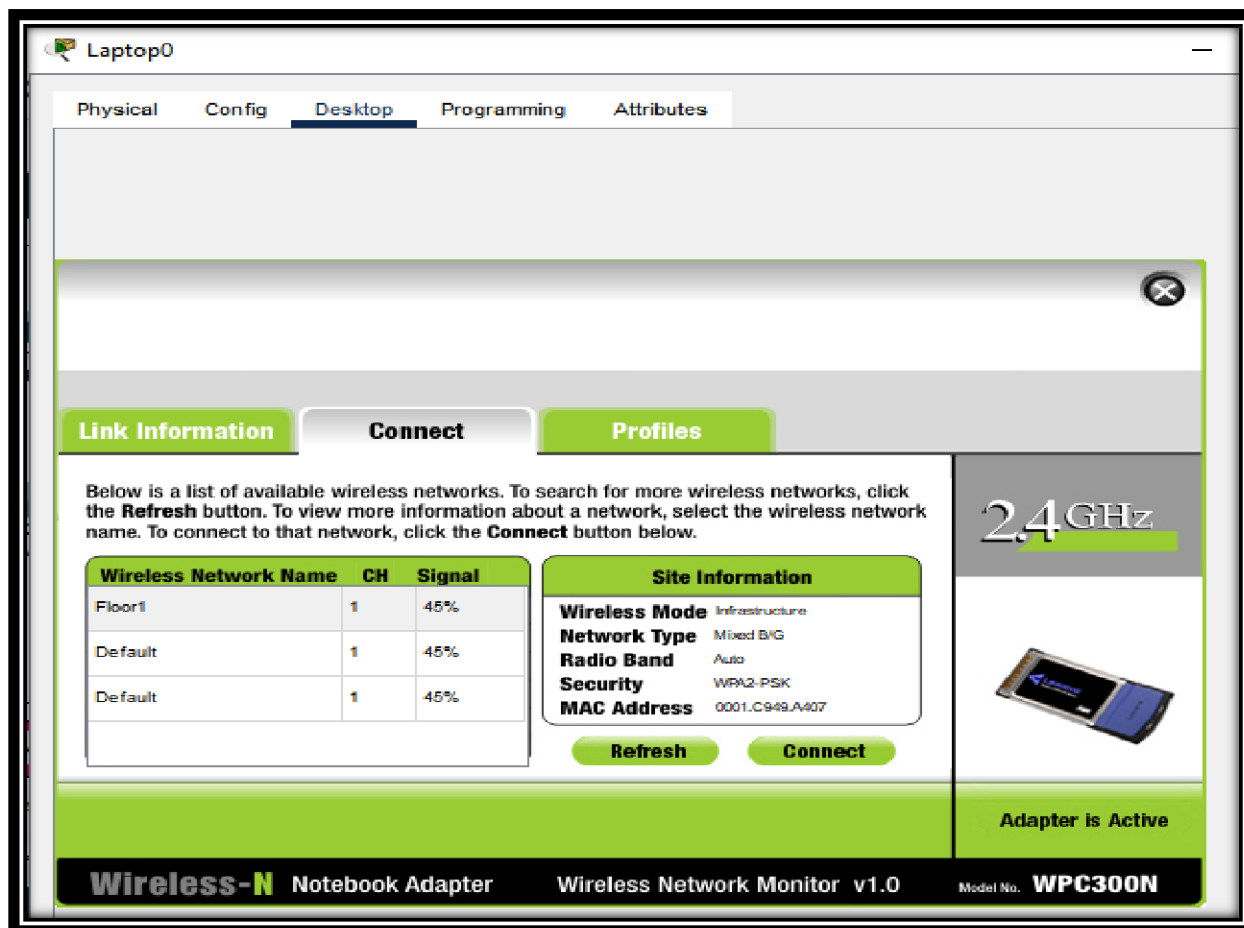 Laptop0
Physical Config Desktop Programming Attributes
Link Information Connect Profiles
Below is a list of available wireless networks. To search for more wireless networks, click
the Refresh button. To view more information about a network, select the wireless network
name. To connect to that network, click the Connect button below.
Wireless Network Name CH Signal
Floor1 1 45%
Default 1 45%
Default 1 45%
Site Information
Wireless Mode Infrastructure
Network Type Mixed B/G
Radio Band Auto
Security WPA2-PSK
MAC Address 0001.C949.A407
Refresh Connect
2.4GHz
Adapter is Active
Wireless-N Notebook Adapter Wireless Network Monitor v1.0 Model No. WPC300N